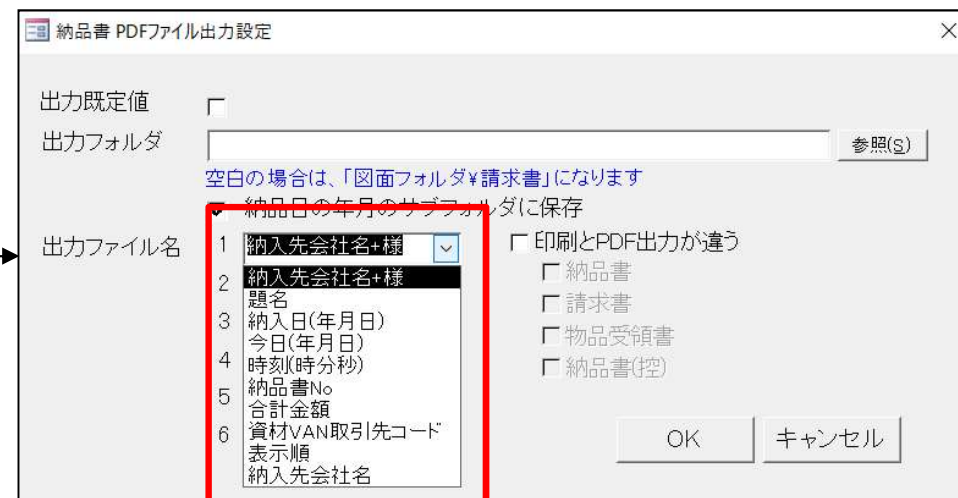 納品書 PDFファイル出力設定
出力既定値
出力フォルダ
参照(S)
空白の場合は、「図面フォルダ¥請求書」になります
納品日の年月のサブフォルダに保存
出力ファイル名
1 納入先会社名+様
印刷とPDF出力が違う
2 納入先会社名+様
納品書
題名
請求書
3 納入日(年月日)
今日(年月日)
物品受領書
4 時刻(時分秒)
納品書(控)
5 納品書No
合計金額
6 資材VAN取引先コード
OK キャンセル
表示順
納入先会社名